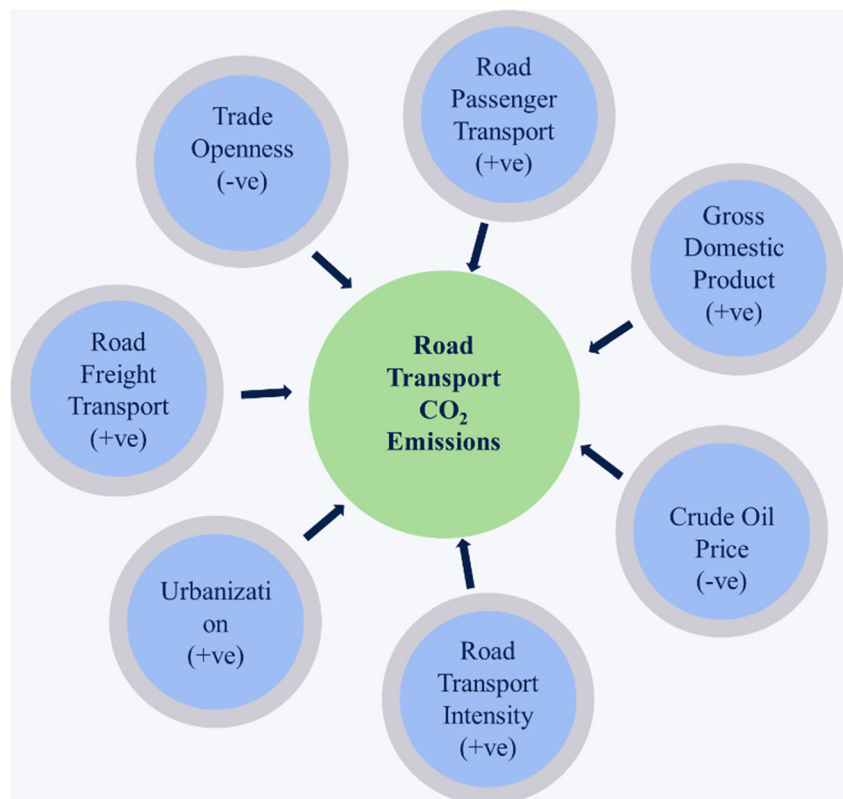 Road
Passenger
Transport
(+ve)
Trade
Openness
(-ve)
Gross
Domestic
Product
(+ve)
Road
Freight
Transport
(+ve)
Road
Transport
CO₂
Emissions
Crude Oil
Price
(-ve)
Urbanizati
on
(+ve)
Road
Transport
Intensity
(+ve)